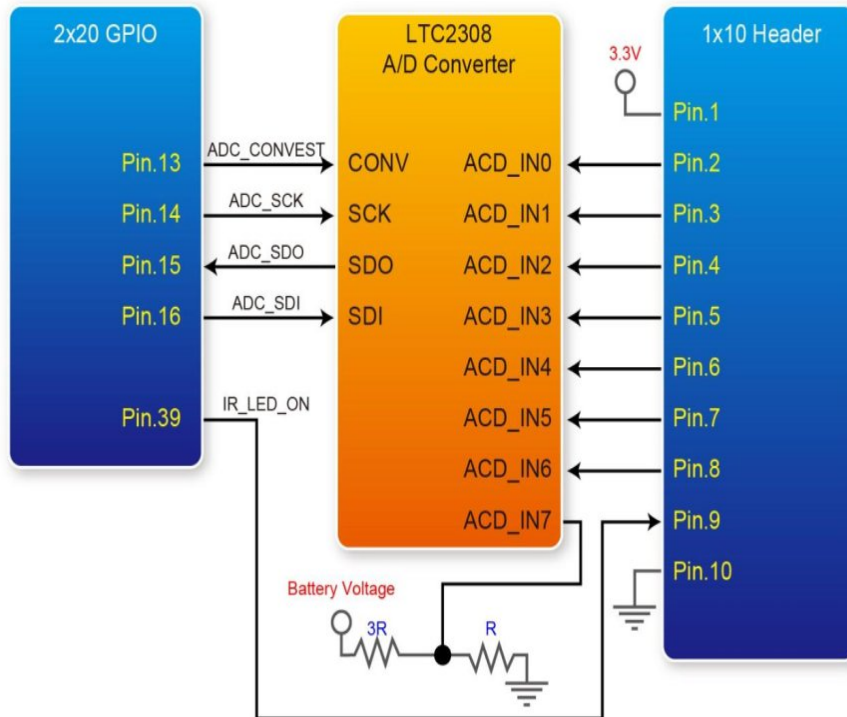 2x20 GPIO
Pin.13
Pin.14
Pin.15
Pin.16
Pin.39
ADC_CONVEST
ADC_SCK
ADC_SDO
ADC_SDI
IR_LED_ON
LTC2308
A/D Converter
CONV
SCK
SDO
SDI
ACD_IN0
ACD_IN1
ACD_IN2
ACD_IN3
ACD_IN4
ACD_IN5
ACD_IN6
ACD_IN7
3.3V
1x10 Header
Pin.1
Pin.2
Pin.3
Pin.4
Pin.5
Pin.6
Pin.7
Pin.8
Pin.9
Pin.10
Battery Voltage
3R
R